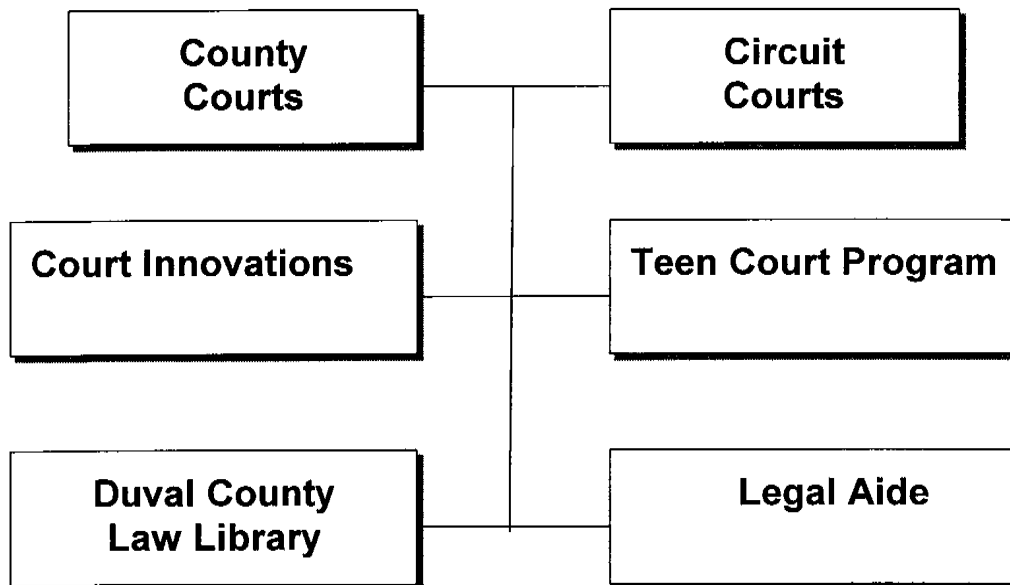 County
Courts
Circuit
Courts
Court Innovations
Teen Court Program
Duval County
Law Library
Legal Aide